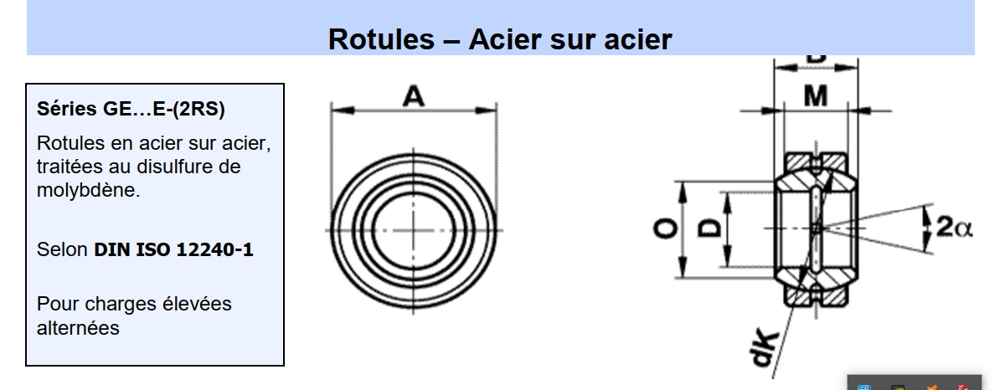 Rotules – Acier sur acier
Séries GE…E-(2RS)
Rotules en acier sur acier,
traitées au disulfure de
molybdène.
Selon DIN ISO 12240-1
Pour charges élevées
alternées
A
M
O
D
2α
dK